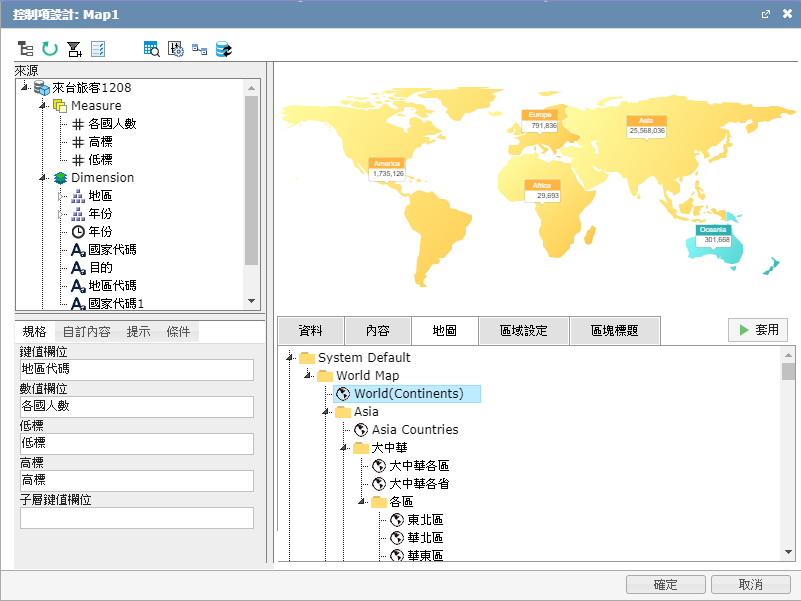 控制項設計: Map1
來源
來台旅客1208
Measure
各國人數
高標
低標
Dimension
地區
年份
年份
國家代碼
目的
地區代碼
國家代碼1
規格 自訂內容 提示 條件
鍵值欄位
地區代碼
數值欄位
各國人數
低標
低標
高標
高標
子層鍵值欄位
Europe
791,836
Asia
25,568,036
America
1,735,126
Africa
29,693
Oceania
301,668
資料 內容 地圖 區域設定 區塊標題 套用
System Default
World Map
World(Continents)
Asia
Asia Countries
大中華
大中華各區
大中華各省
各區
東北區
華北區
華東區
確定 取消